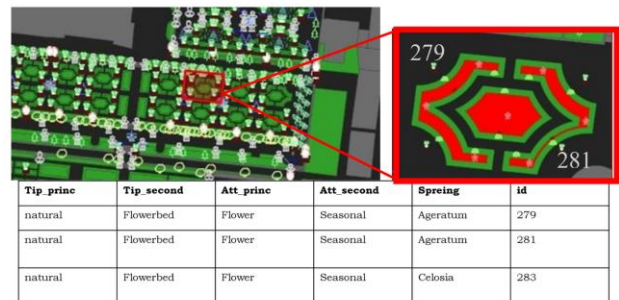 279
281
Tip_princ Tip_second Att_princ Att_second Spreing id
natural Flowerbed Flower Seasonal Ageratum 279
natural Flowerbed Flower Seasonal Ageratum 281
natural Flowerbed Flower Seasonal Celosia 283